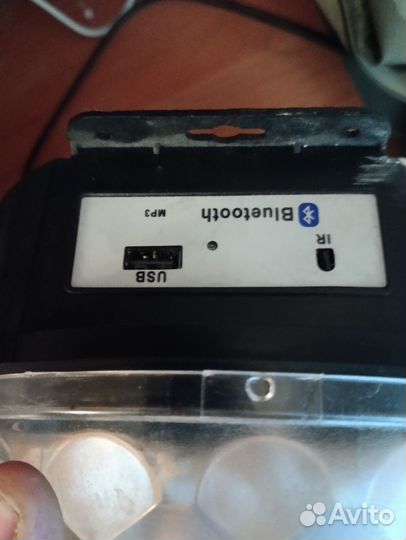 USB
IR
MP3
Bluetooth
Avito